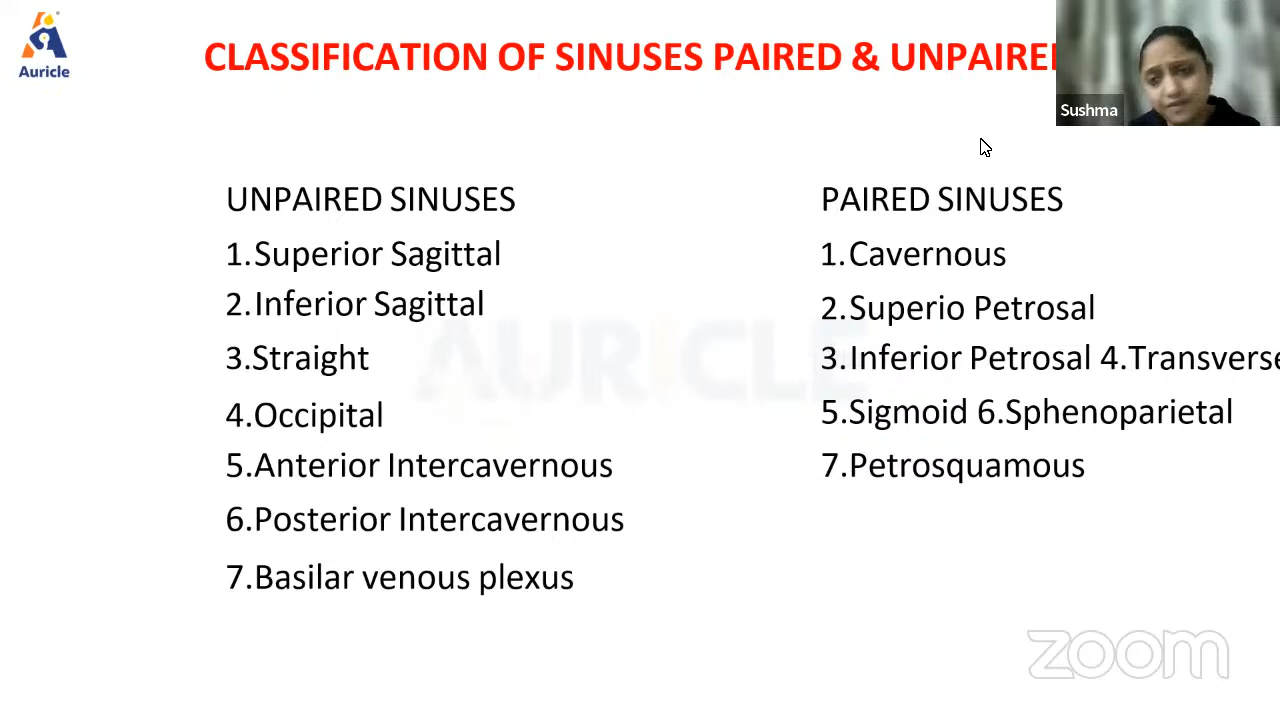 Auricle
CLASSIFICATION OF SINUSES PAIRED & UNPAIRE
Sushma
UNPAIRED SINUSES
1.Superior Sagittal
2.Inferior Sagittal
3.Straight
4.Occipital
5.Anterior Intercavernous
6.Posterior Intercavernous
7.Basilar venous plexus
PAIRED SINUSES
1.Cavernous
2.Superio Petrosal
3.Inferior Petrosal 4.Transverse
5.Sigmoid 6.Sphenoparietal
7.Petrosquamous
AURICLE
zoom